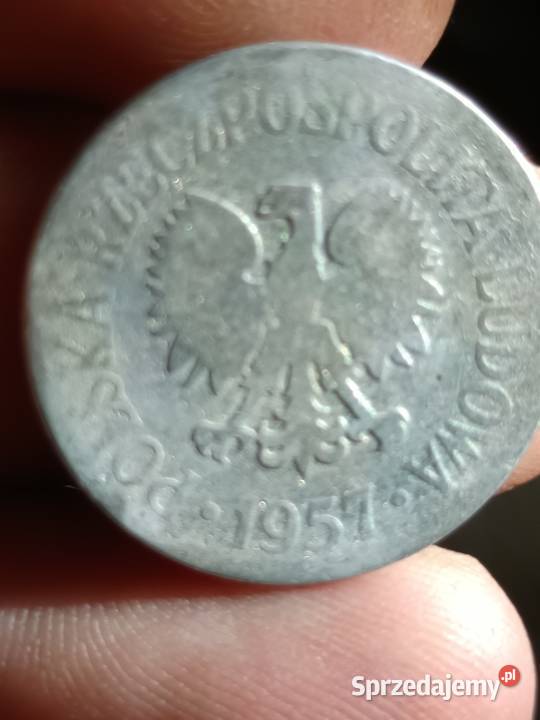 POLSKA RZECZPOSPOLITA LUDOWA
· 1957 ·
Sprzedajemy.pl